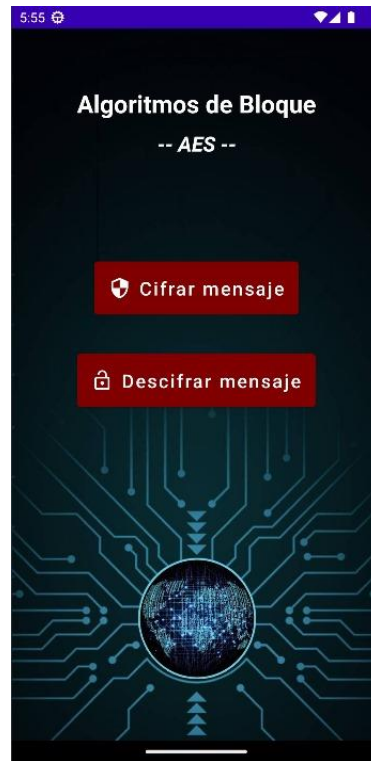 5:55
Algoritmos de Bloque
-- AES --
Cifrar mensaje
Descifrar mensaje